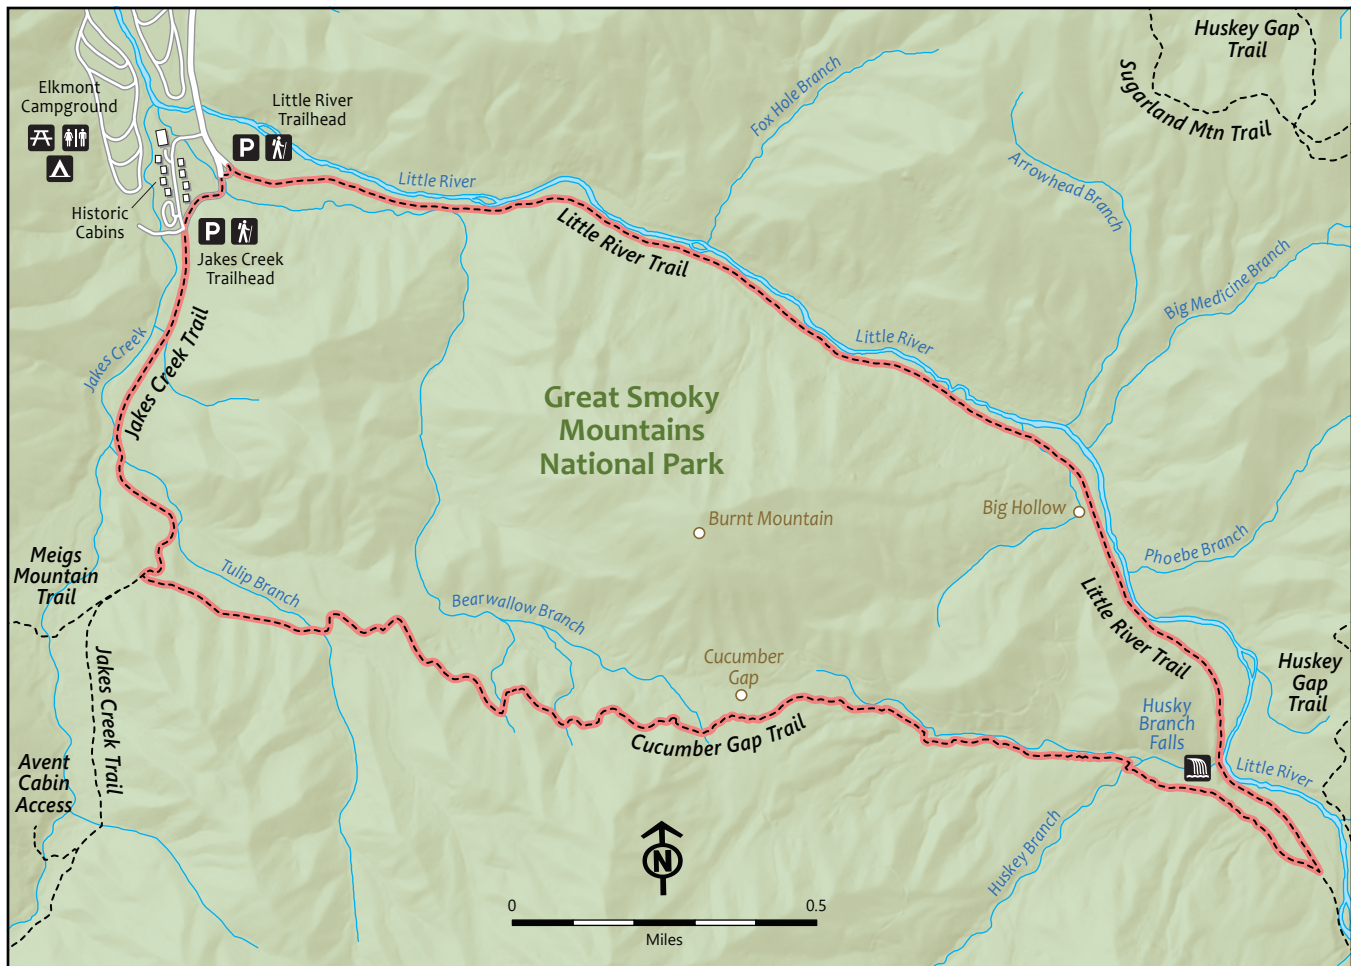 Huskey Gap
Trail
Sugarland Mtn Trail
Elkmont
Campground
Little River
Trailhead
P
Fox Hole Branch
Arrowhead Branch
Little River
Historic
Cabins
P
Jakes Creek
Trailhead
Little River Trail
Big Medicine Branch
Jakes Creek
Jakes Creek Trail
Little River
Great Smoky
Mountains
National Park
Burnt Mountain
Big Hollow
Phoebe Branch
Meigs
Mountain
Trail
Tulip Branch
Bearwallow Branch
Little River Trail
Cucumber
Gap
Huskey
Gap
Trail
Jakes Creek Trail
Cucumber Gap Trail
Husky
Branch
Falls
Little River
Avent
Cabin
Access
Huskey Branch
N
0 0.5
Miles